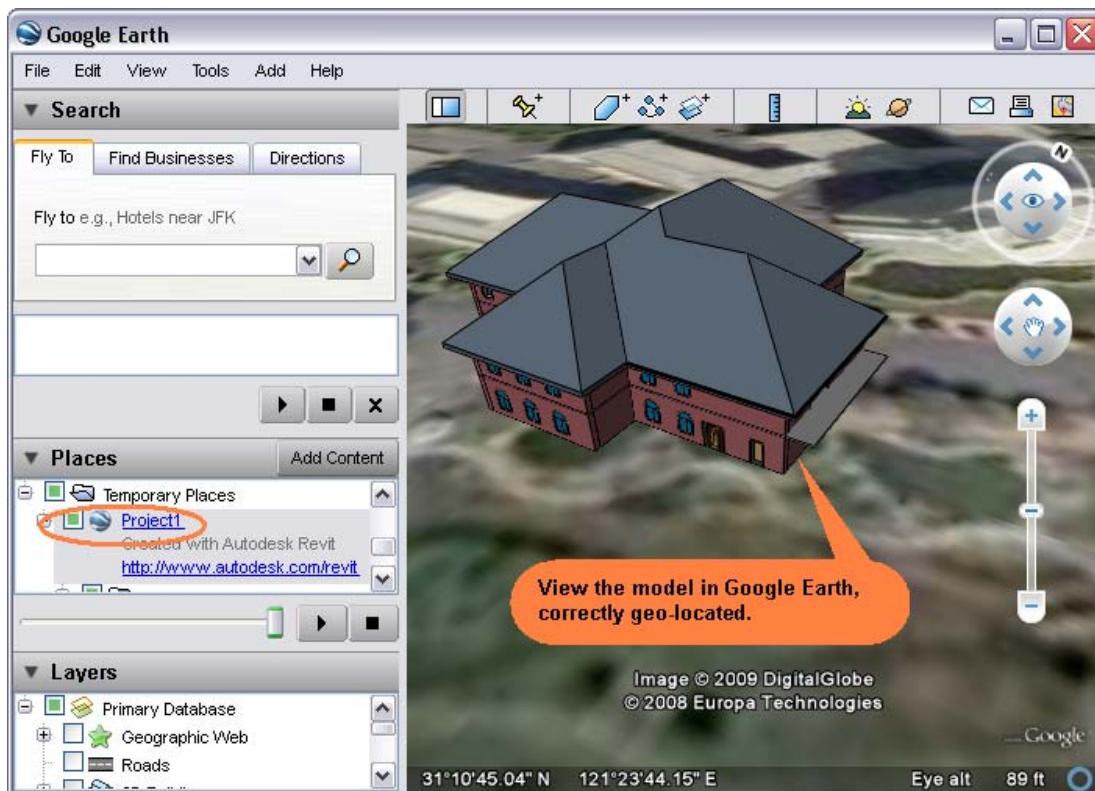 Google Earth
File Edit View Tools Add Help
Search
Fly To Find Businesses Directions
Fly to e.g., Hotels near JFK
Places Add Content
Temporary Places
Project1
Created with Autodesk Revit
http://www.autodesk.com/revit
Layers
Primary Database
Geographic Web
Roads
N
View the model in Google Earth,
correctly geo-located.
Image © 2009 DigitalGlobe
© 2008 Europa Technologies
Google
31°10'45.04" N 121°23'44.15" E Eye alt 89 ft